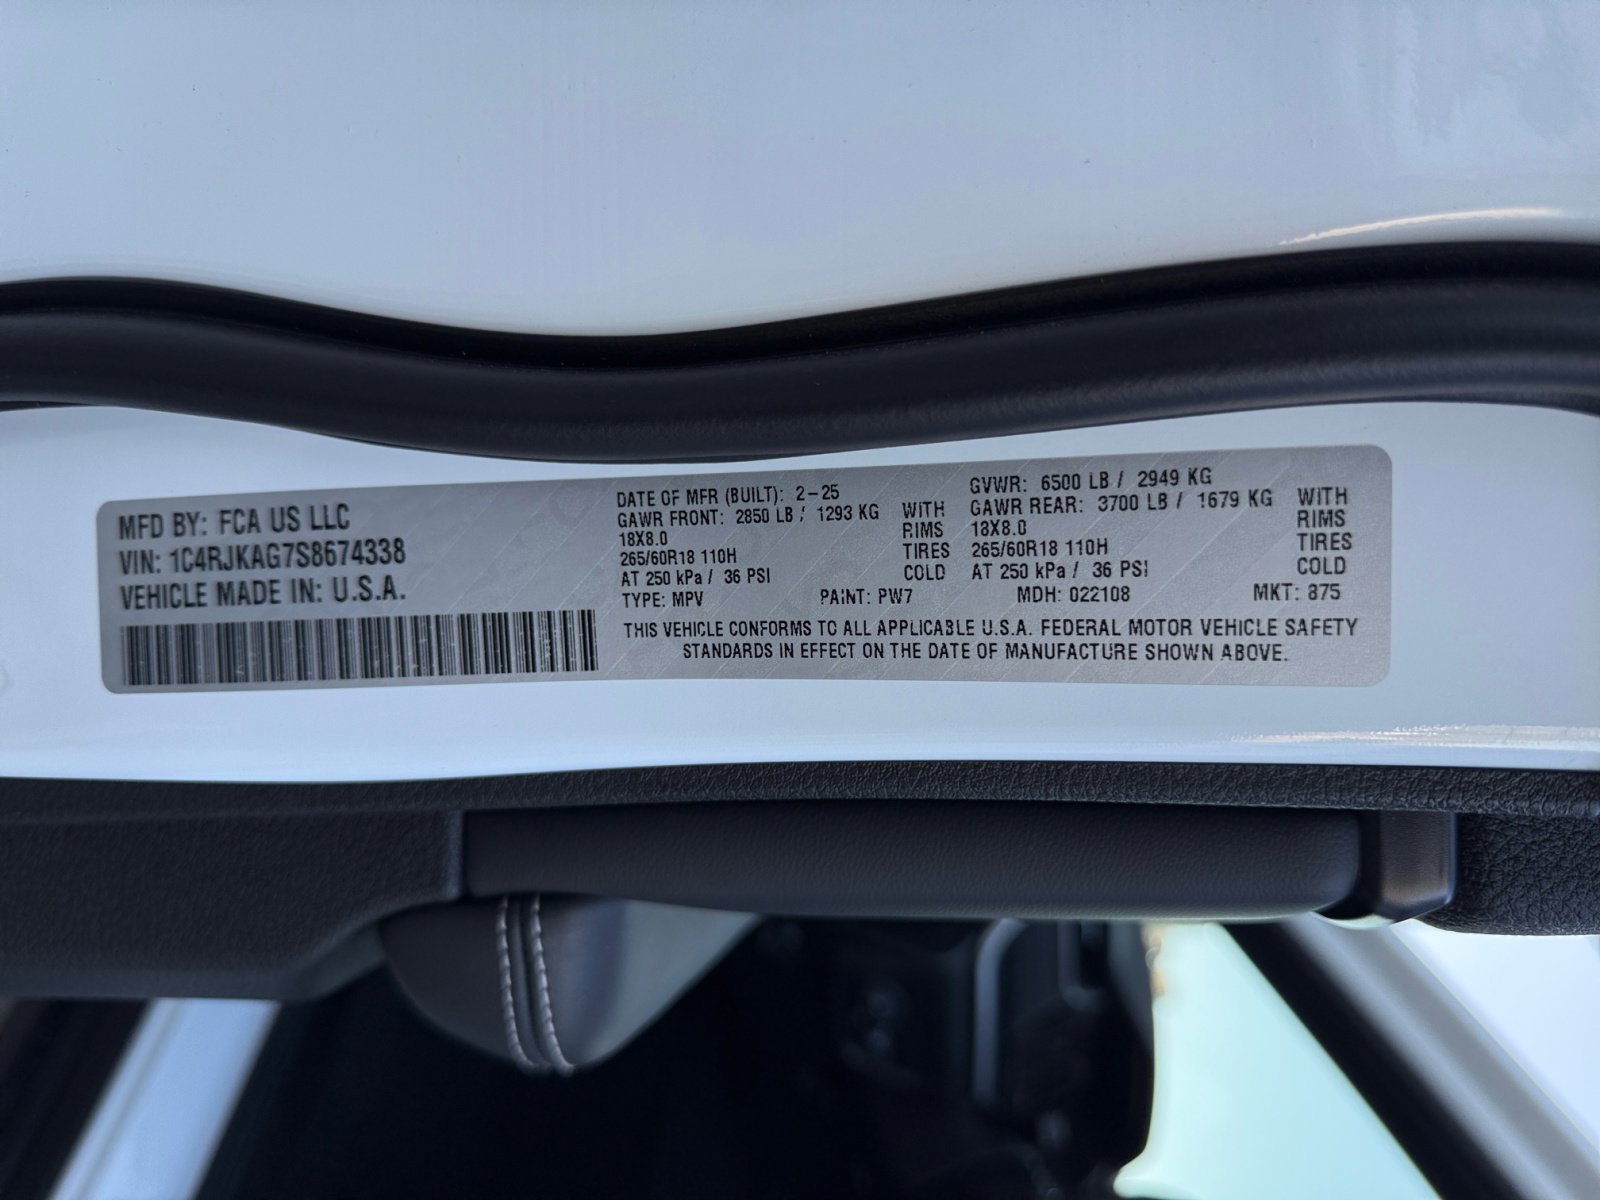 MFD BY: FCA US LLC
VIN: 1C4RJKAG7S8674338
VEHICLE MADE IN: U.S.A.
DATE OF MFR (BUILT): 2-25
GAWR FRONT: 2850 LB / 1293 KG WITH
18X8.0 RIMS
265/60R18 110H TIRES
AT 250 kPa / 36 PSI COLD
GVWR: 6500 LB / 2949 KG
GAWR REAR: 3700 LB / 1679 KG WITH
18X8.0 RIMS
265/60R18 110H TIRES
AT 250 kPa / 36 PSI COLD
TYPE: MPV PAINT: PW7 MDH: 022108 MKT: 875
THIS VEHICLE CONFORMS TO ALL APPLICABLE U.S.A. FEDERAL MOTOR VEHICLE SAFETY
STANDARDS IN EFFECT ON THE DATE OF MANUFACTURE SHOWN ABOVE.